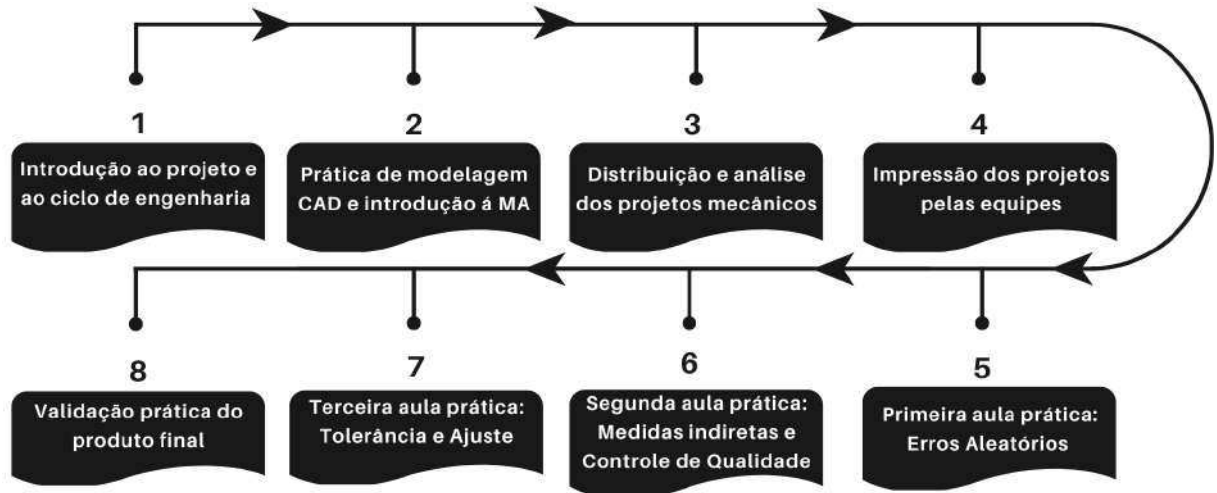 1
Introdução ao projeto e
ao ciclo de engenharia
2
Prática de modelagem
CAD e introdução á MA
3
Distribuição e análise
dos projetos mecânicos
4
Impressão dos projetos
pelas equipes
5
Primeira aula prática:
Erros Aleatórios
6
Segunda aula prática:
Medidas indiretas e
Controle de Qualidade
7
Terceira aula prática:
Tolerância e Ajuste
8
Validação prática do
produto final